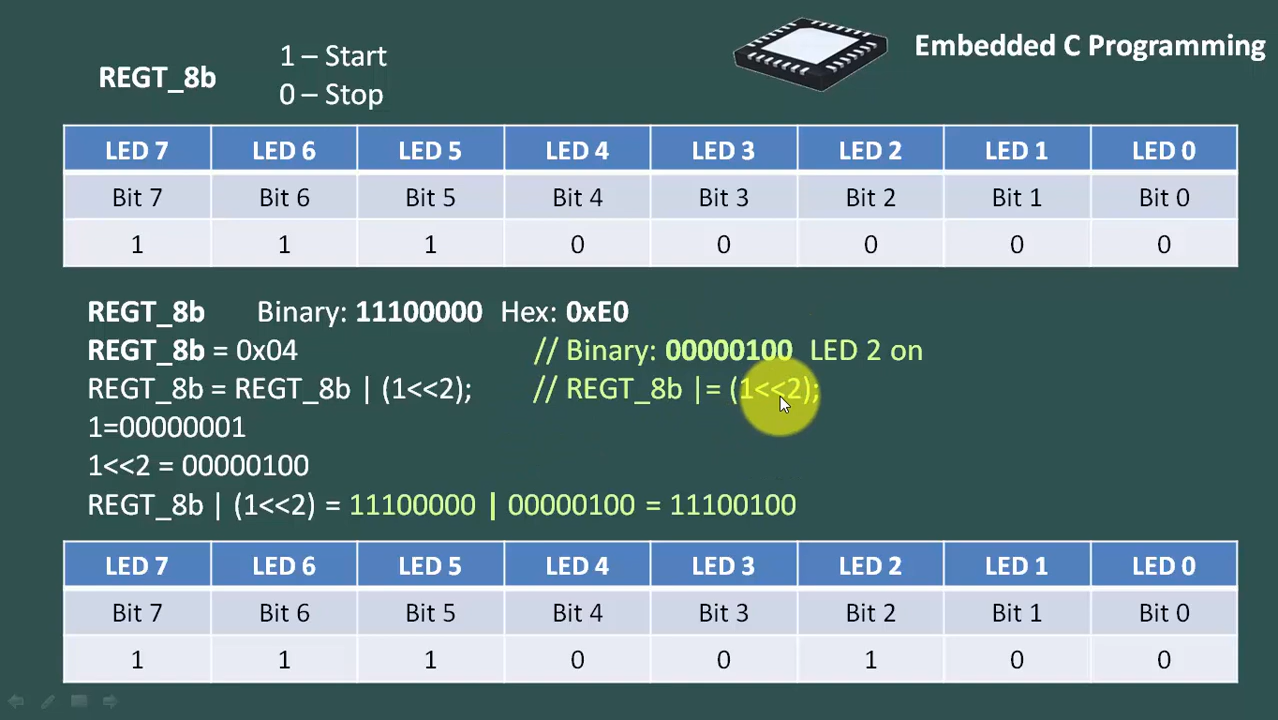 Embedded C Programming
REGT_8b
1 – Start
0 – Stop
LED 7 LED 6 LED 5 LED 4 LED 3 LED 2 LED 1 LED 0
Bit 7 Bit 6 Bit 5 Bit 4 Bit 3 Bit 2 Bit 1 Bit 0
1 1 1 0 0 0 0 0
REGT_8b Binary: 11100000 Hex: 0xE0
REGT_8b = 0x04 // Binary: 00000100 LED 2 on
REGT_8b = REGT_8b | (1<<2); // REGT_8b |= (1<<2);
1=00000001
1<<2 = 00000100
REGT_8b | (1<<2) = 11100000 | 00000100 = 11100100
LED 7 LED 6 LED 5 LED 4 LED 3 LED 2 LED 1 LED 0
Bit 7 Bit 6 Bit 5 Bit 4 Bit 3 Bit 2 Bit 1 Bit 0
1 1 1 0 0 1 0 0